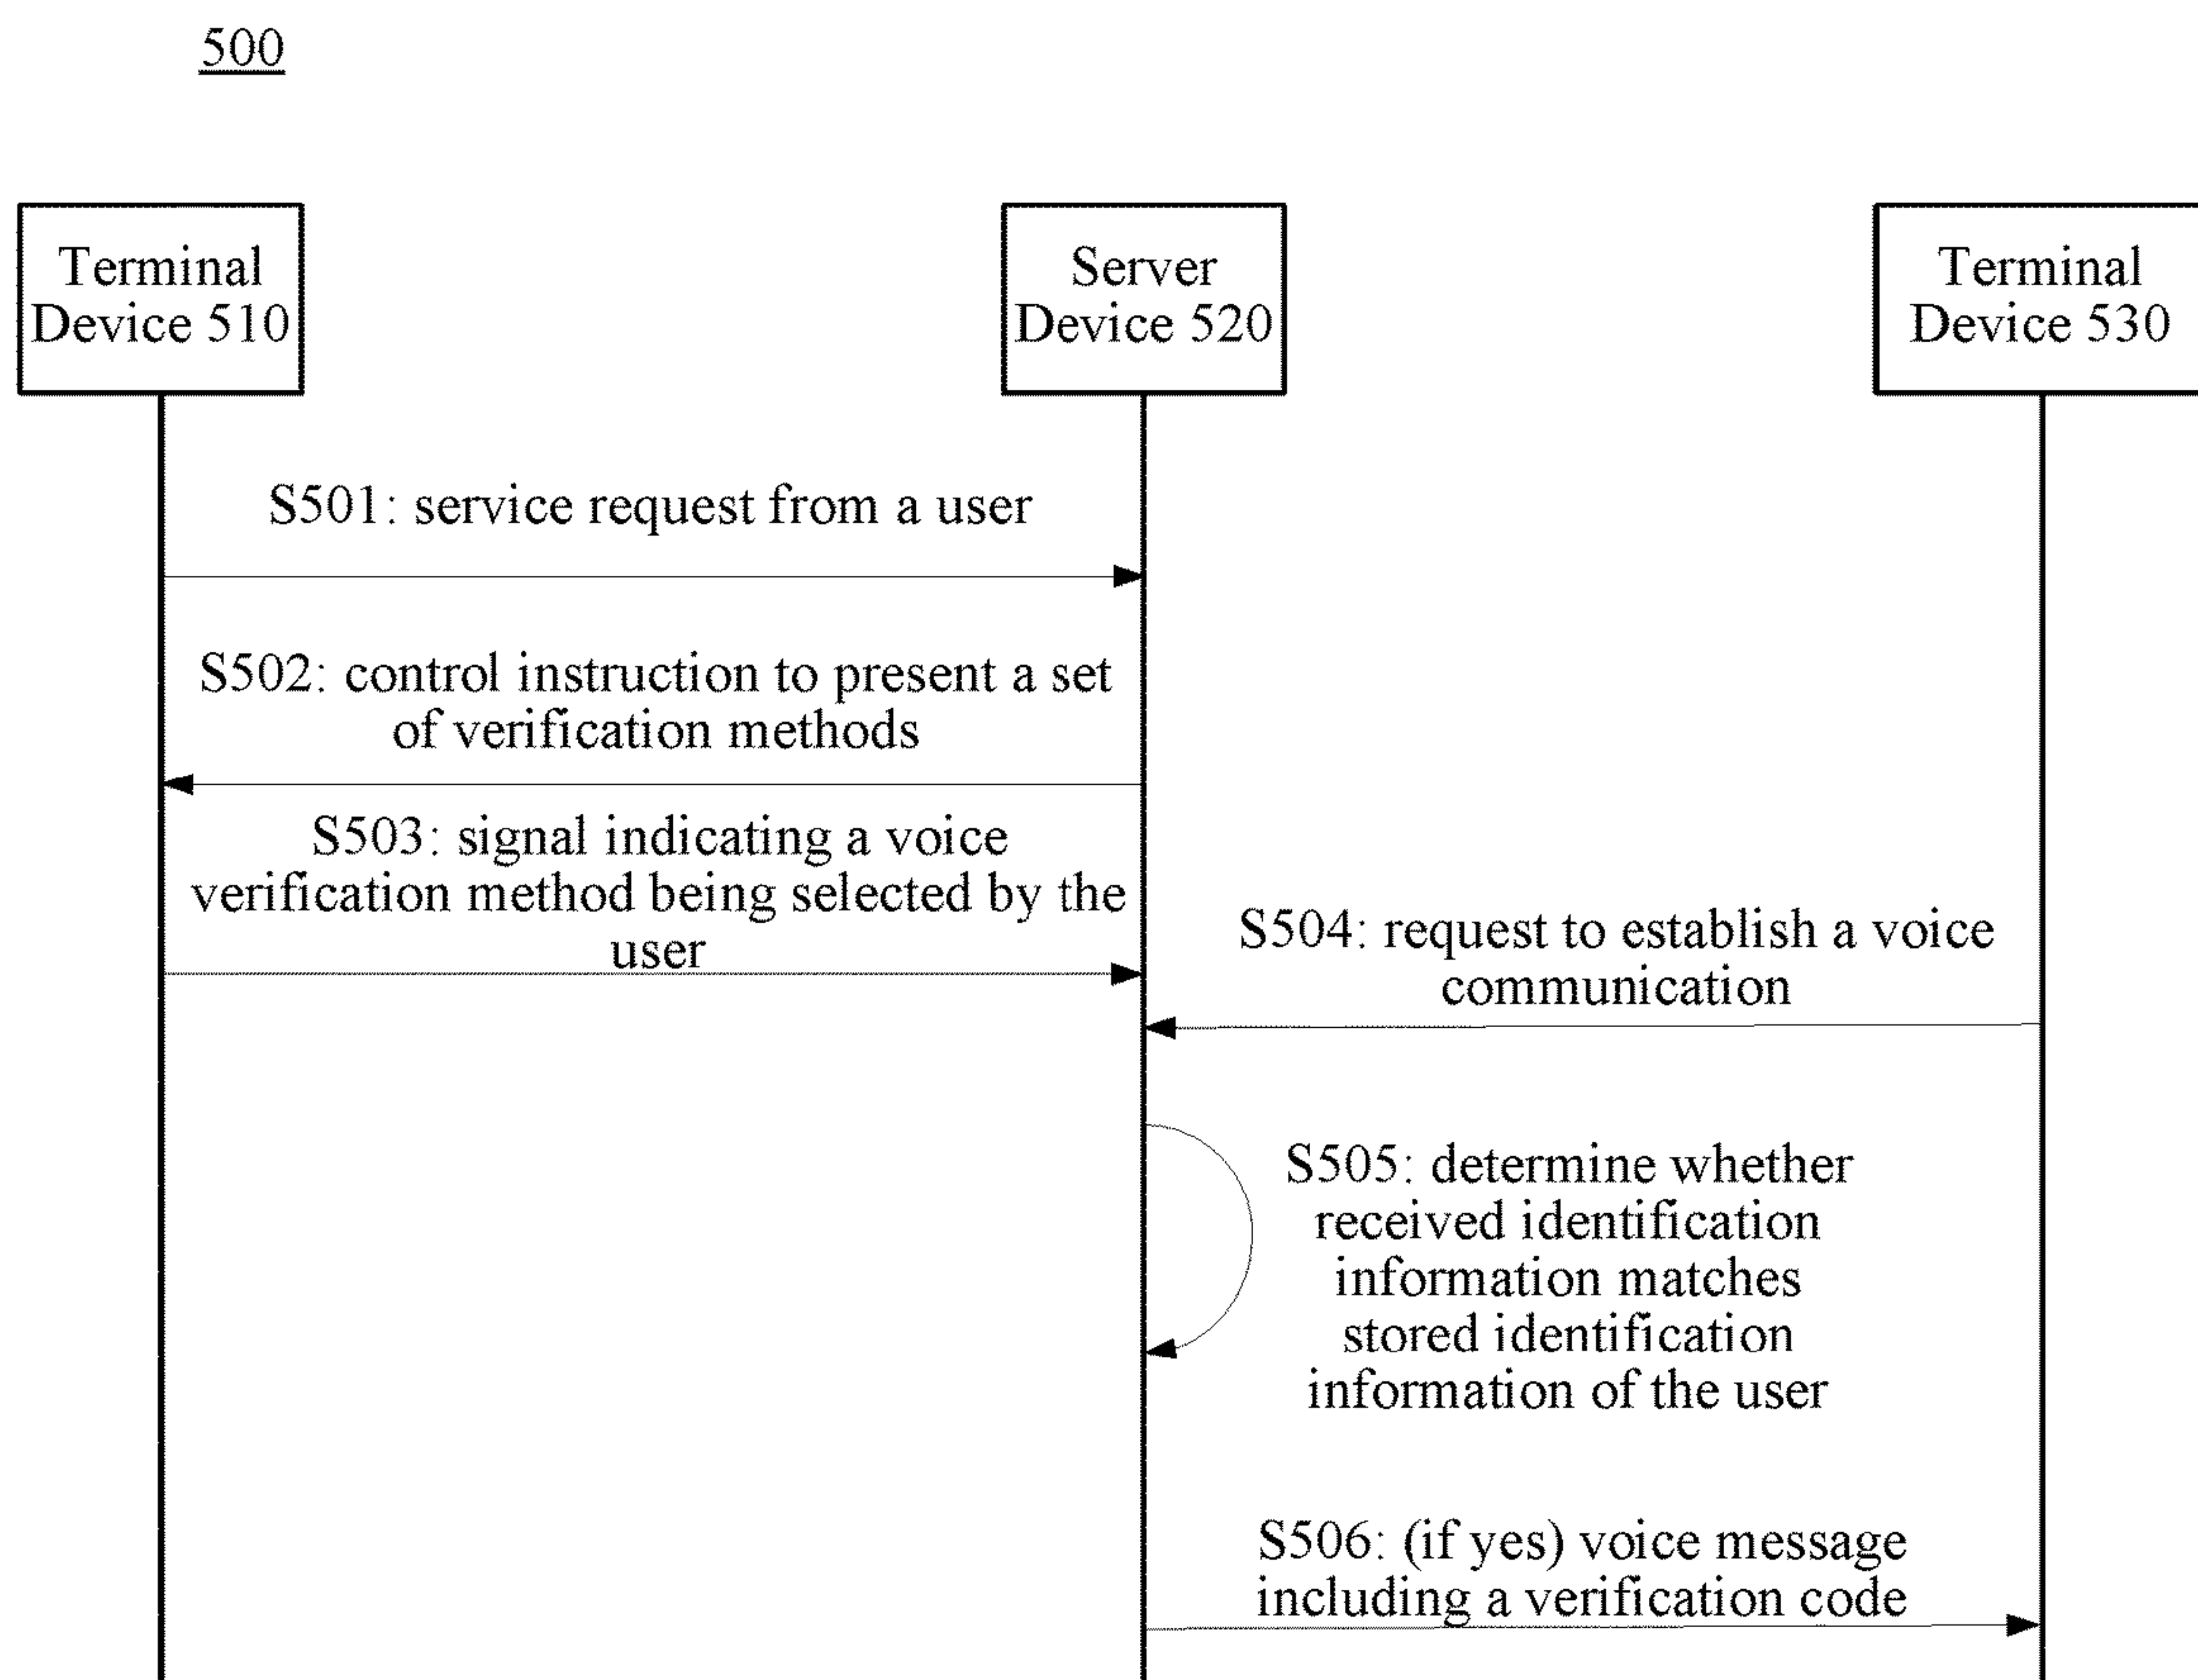 500
Terminal
Device 510
Server
Device 520
Terminal
Device 530
S501: service request from a user
S502: control instruction to present a set
of verification methods
S503: signal indicating a voice
verification method being selected by the
user
S504: request to establish a voice
communication
S505: determine whether
received identification
information matches
stored identification
information of the user
S506: (if yes) voice message
including a verification code